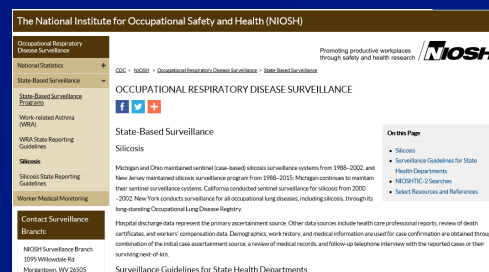 The National Institute for Occupational Safety and Health (NIOSH)
Promoting productive workplaces
through safety and health research
NIOSH
Occupational Respiratory
Disease Surveillance
National Statistics +
State-Based Surveillance –
State-Based Surveillance
Programs
Work-related Asthma
(WRA)
WRA State Reporting
Guidelines
Silicosis
Silicosis State Reporting
Guidelines
Worker Medical Monitoring
Contact Surveillance
Branch:
NIOSH Surveillance Branch
1095 Willowdale Rd
Morgantown, WV 26505
CDC > NIOSH > Occupational Respiratory Disease Surveillance > State-Based Surveillance
OCCUPATIONAL RESPIRATORY DISEASE SURVEILLANCE
State-Based Surveillance
Silicosis
Michigan and Ohio maintained sentinel (case-based) silicosis surveillance systems from 1988–2002, and
New Jersey maintained silicosis surveillance program from 1988–2015; Michigan continues to maintain
their sentinel surveillance systems. California conducted sentinel surveillance for silicosis from 2000
–2002. New York conducts surveillance for all occupational lung diseases, including silicosis, through its
long-standing Occupational Lung Disease Registry.
On this Page
• Silicosis
• Surveillance Guidelines for State
Health Departments
• NIOSHTIC-2 Searches
• Select Resources and References
Hospital discharge data represent the primary ascertainment source. Other data sources include health care professional reports, review of death
certificates, and workers' compensation data. Demographics, work history, and medical information are used for case confirmation are obtained throu
combination of the initial case ascertainment source, a review of medical records, and follow-up telephone interview with the reported cases or their
surviving next-of-kin.
Surveillance Guidelines for State Health Departments